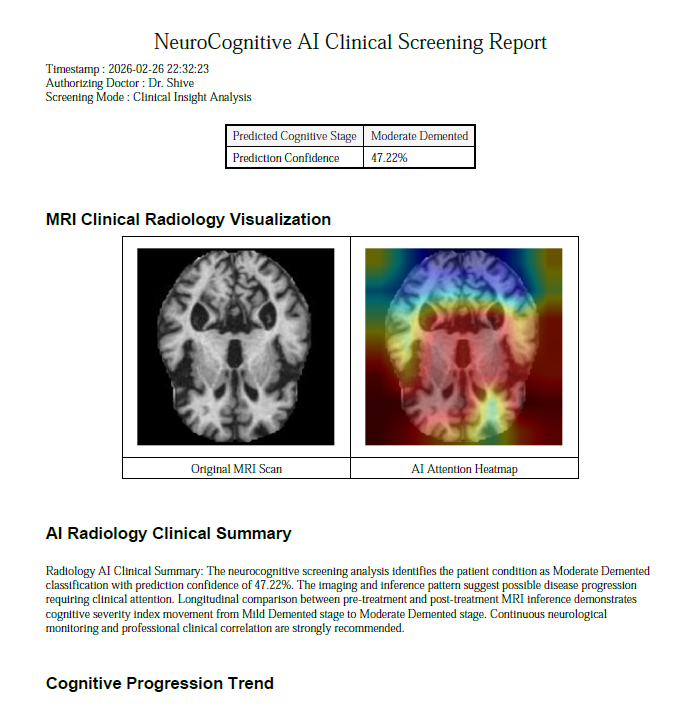 NeuroCognitive AI Clinical Screening Report
Timestamp : 2026-02-26 22:32:23
Authorizing Doctor : Dr. Shive
Screening Mode : Clinical Insight Analysis
Predicted Cognitive Stage Moderate Demented
Prediction Confidence 47.22%
MRI Clinical Radiology Visualization
Original MRI Scan AI Attention Heatmap
AI Radiology Clinical Summary
Radiology AI Clinical Summary: The neurocognitive screening analysis identifies the patient condition as Moderate Demented
classification with prediction confidence of 47.22%. The imaging and inference pattern suggest possible disease progression
requiring clinical attention. Longitudinal comparison between pre-treatment and post-treatment MRI inference demonstrates
cognitive severity index movement from Mild Demented stage to Moderate Demented stage. Continuous neurological
monitoring and professional clinical correlation are strongly recommended.
Cognitive Progression Trend